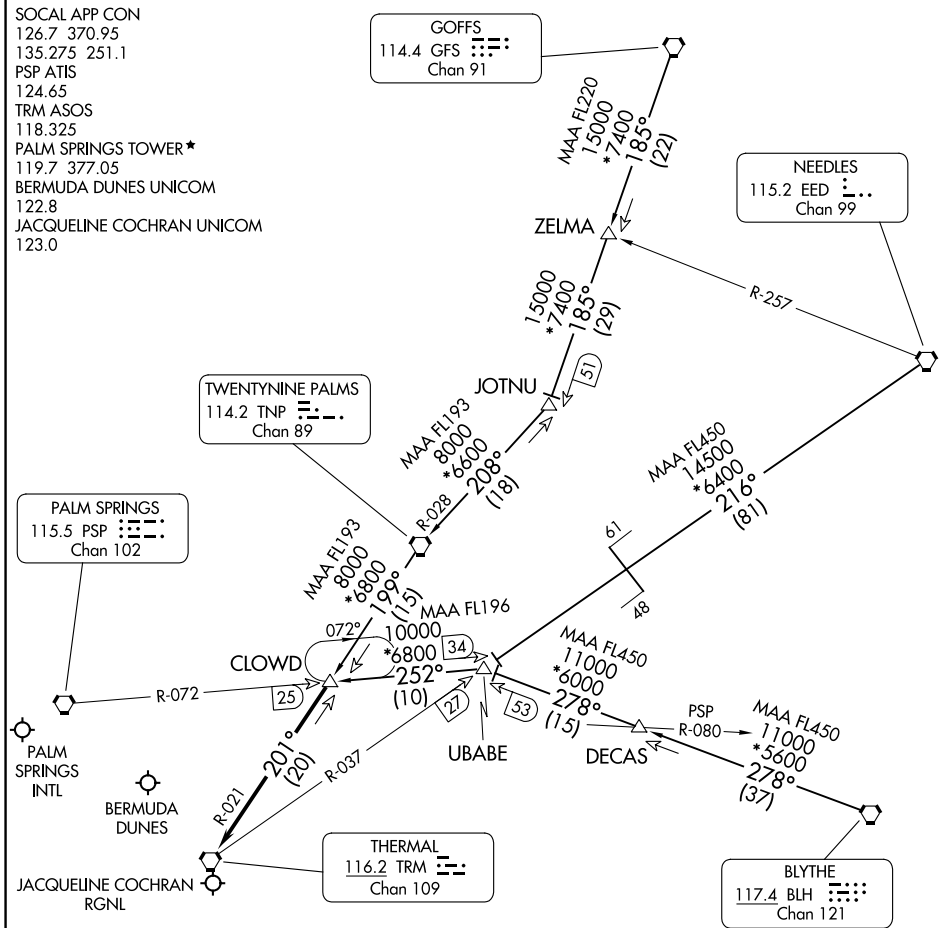 SOCAL APP CON
126.7 370.95
135.275 251.1
PSP ATIS
124.65
TRM ASOS
118.325
PALM SPRINGS TOWER★
119.7 377.05
BERMUDA DUNES UNICOM
122.8
JACQUELINE COCHRAN UNICOM
123.0
GOFFS
114.4 GFS
Chan 91
MAA FL220
15000
*7400
185°
(22)
NEEDLES
115.2 EED
Chan 99
ZELMA
R-257
15000
*7400
185°
(29)
JOTNU
51
TWENTYNINE PALMS
114.2 TNP
Chan 89
MAA FL193
8000
*6600
208°
(18)
R-028
MAA FL450
14500
*6400
216°
(81)
61
48
PALM SPRINGS
115.5 PSP
Chan 102
MAA FL193
8000
*6800
199°
(15)
MAA FL196
10000
*6800
252°
(10)
072°
34
CLOWD
R-072
25
27
53
MAA FL450
11000
*6000
278°
(15)
UBABE
DECAS
PSP
R-080
MAA FL450
11000
*5600
278°
(37)
PALM
SPRINGS
INTL
BERMUDA
DUNES
201°
(20)
R-021
R-037
THERMAL
116.2 TRM
Chan 109
JACQUELINE COCHRAN
RGNL
BLYTHE
117.4 BLH
Chan 121